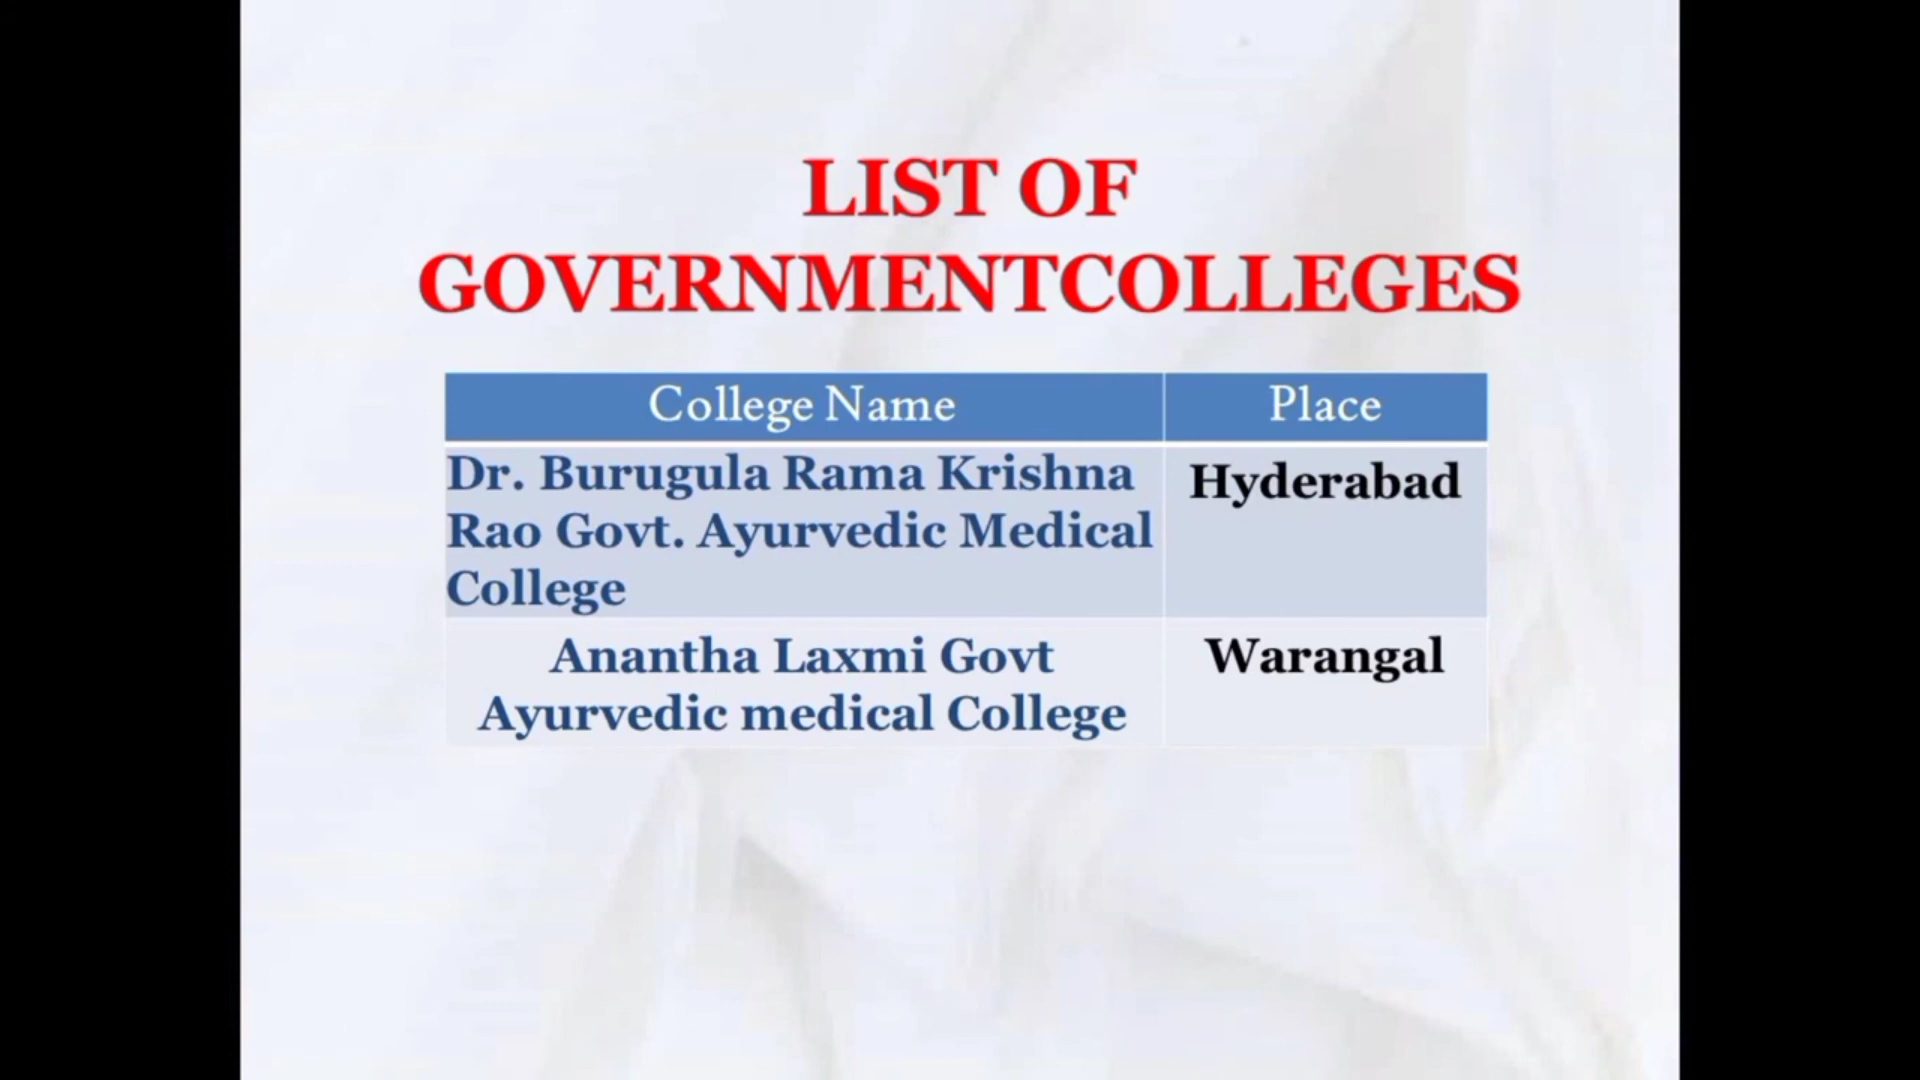 LIST OF
GOVERNMENTCOLLEGES
College Name Place
Dr. Burugula Rama Krishna Hyderabad
Rao Govt. Ayurvedic Medical
College
Anantha Laxmi Govt Warangal
Ayurvedic medical College